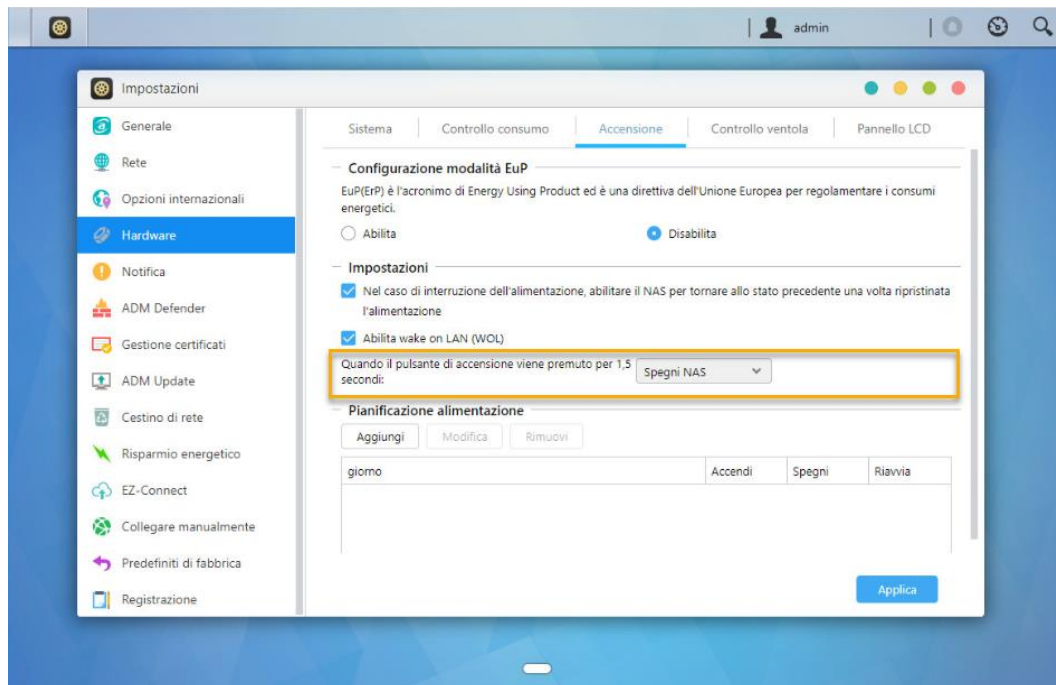 admin
Impostazioni
Generale
Rete
Opzioni internazionali
Hardware
Notifica
ADM Defender
Gestione certificati
ADM Update
Cestino di rete
Risparmio energetico
EZ-Connect
Collegare manualmente
Predefiniti di fabbrica
Registrazione
Sistema Controllo consumo Accensione Controllo ventola Pannello LCD
Configurazione modalità EuP
EuP(ErP) è l'acronimo di Energy Using Product ed è una direttiva dell'Unione Europea per regolamentare i consumi
energetici.
Abilita Disabilita
Impostazioni
Nel caso di interruzione dell'alimentazione, abilitare il NAS per tornare allo stato precedente una volta ripristinata
l'alimentazione
Abilita wake on LAN (WOL)
Quando il pulsante di accensione viene premuto per 1,5
secondi:
Spegni NAS
Pianificazione alimentazione
Aggiungi Modifica Rimuovi
giorno Accendi Spegni Riavvia
Applica